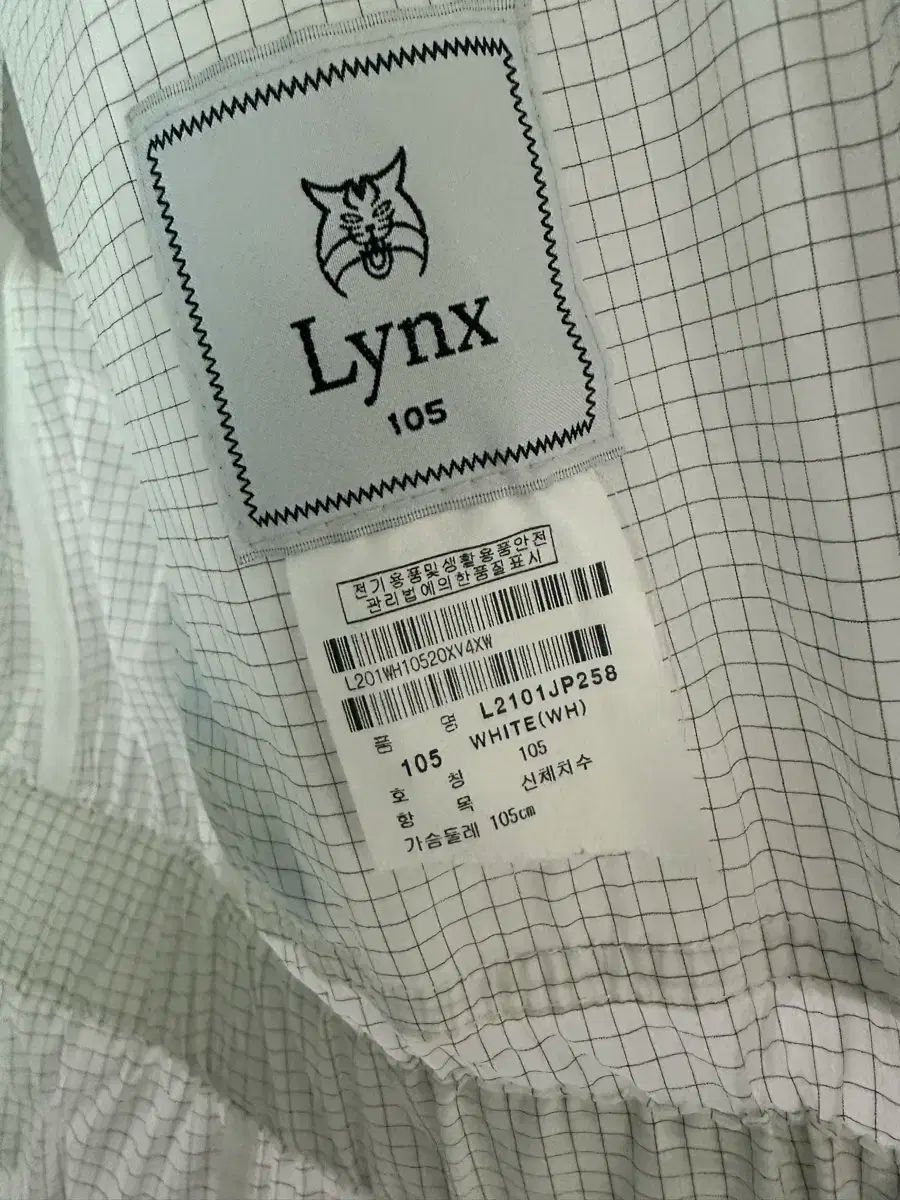 Lynx
105
전기용품및생활용품안전
관리법에의한품질표시
L201WH10520XV4XW
품 명 L2101JP258
105 WHITE(WH)
호 칭 105
항 목 신체치수
가슴둘레 105cm